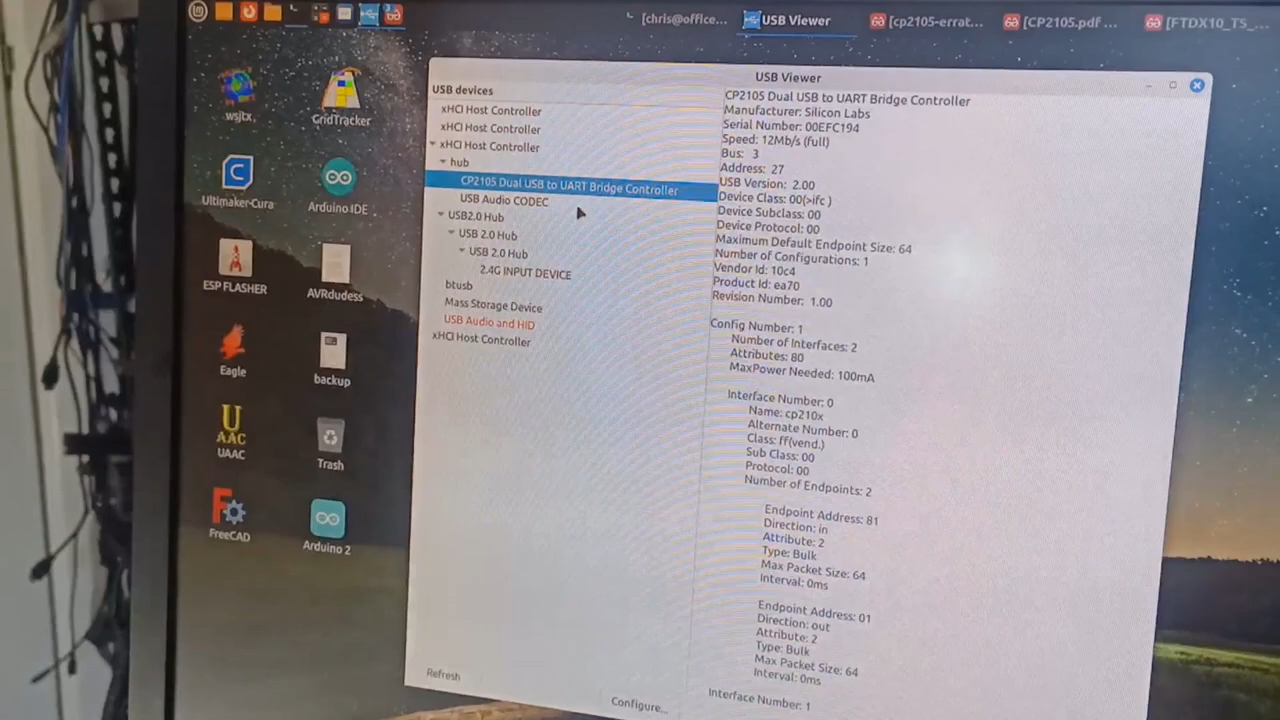 [chris@office...
USB Viewer
[cp2105-errat...
[CP2105.pdf ...
[FTDX10_TS_...
wsjtx
GridTracker
Ultimaker-Cura
Arduino IDE
ESP FLASHER
AVRdudess
Eagle
backup
U
AAC
UAAC
Trash
FreeCAD
Arduino 2
USB Viewer
USB devices
xHCI Host Controller
xHCI Host Controller
xHCI Host Controller
hub
CP2105 Dual USB to UART Bridge Controller
USB Audio CODEC
USB2.0 Hub
USB 2.0 Hub
USB 2.0 Hub
2.4G INPUT DEVICE
btusb
Mass Storage Device
USB Audio and HID
xHCI Host Controller
Refresh
Configure...
CP2105 Dual USB to UART Bridge Controller
Manufacturer: Silicon Labs
Serial Number: 00EFC194
Speed: 12Mb/s (full)
Bus: 3
Address: 27
USB Version: 2.00
Device Class: 00(>ifc )
Device Subclass: 00
Device Protocol: 00
Maximum Default Endpoint Size: 64
Number of Configurations: 1
Vendor Id: 10c4
Product Id: ea70
Revision Number: 1.00
Config Number: 1
Number of Interfaces: 2
Attributes: 80
MaxPower Needed: 100mA
Interface Number: 0
Name: cp210x
Alternate Number: 0
Class: ff(vend.)
Sub Class: 00
Protocol: 00
Number of Endpoints: 2
Endpoint Address: 81
Direction: in
Attribute: 2
Type: Bulk
Max Packet Size: 64
Interval: 0ms
Endpoint Address: 01
Direction: out
Attribute: 2
Type: Bulk
Max Packet Size: 64
Interval: 0ms
Interface Number: 1